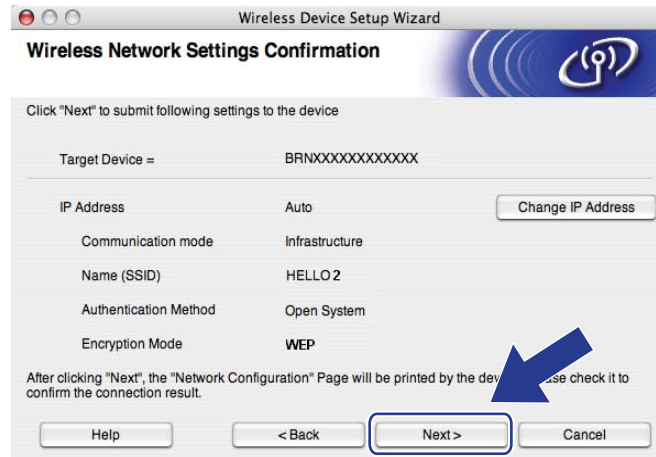 Wireless Device Setup Wizard
Wireless Network Settings Confirmation
Click "Next" to submit following settings to the device
Target Device = BRNXXXXXXXXXXXX
IP Address Auto Change IP Address
Communication mode Infrastructure
Name (SSID) HELLO2
Authentication Method Open System
Encryption Mode WEP
After clicking "Next", the "Network Configuration" Page will be printed by the check it to
confirm the connection result.
Help < Back Next > Cancel